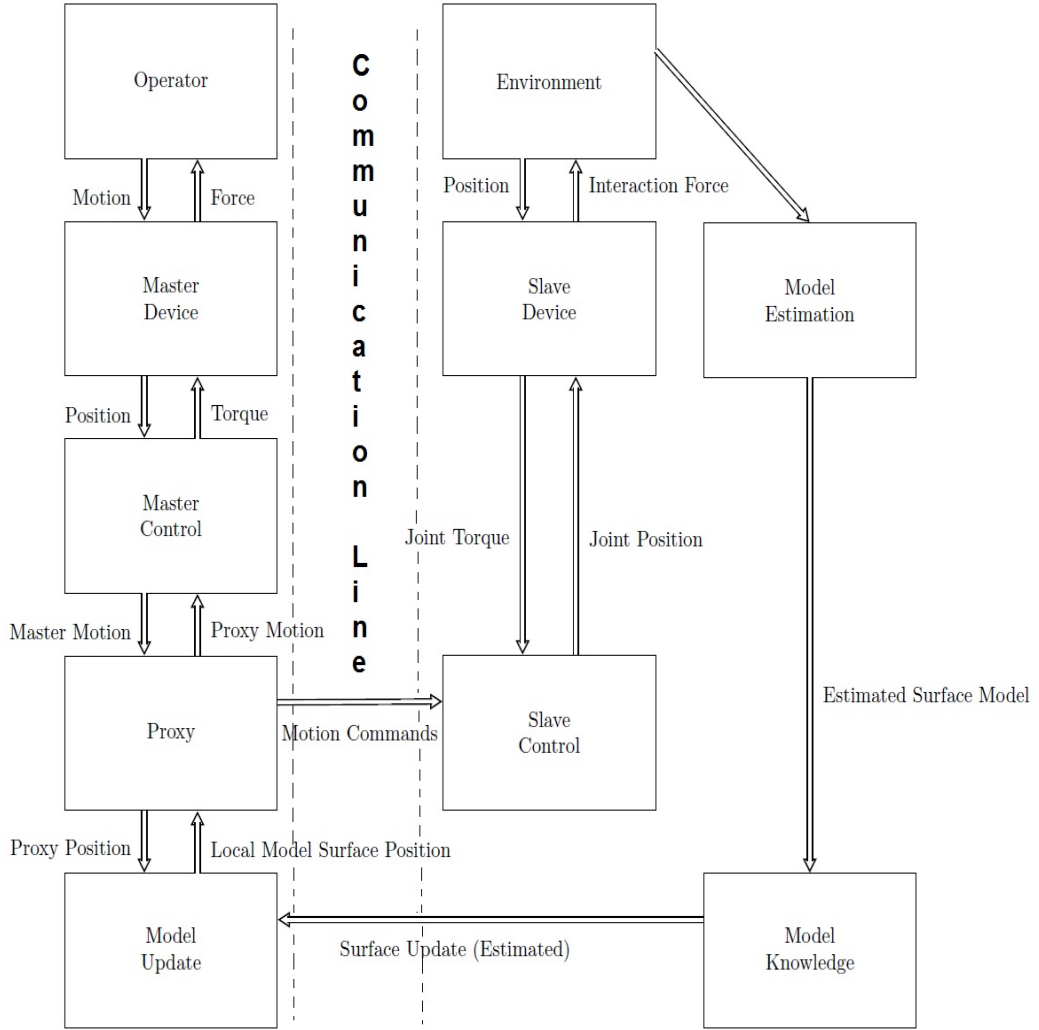 Operator
Environment
Communication Line
Motion
Force
Position
Interaction Force
Master
Device
Slave
Device
Model
Estimation
Position
Torque
Master
Control
Joint Torque
Joint Position
Master Motion
Proxy Motion
Estimated Surface Model
Proxy
Motion Commands
Slave
Control
Proxy Position
Local Model Surface Position
Model
Update
Surface Update (Estimated)
Model
Knowledge